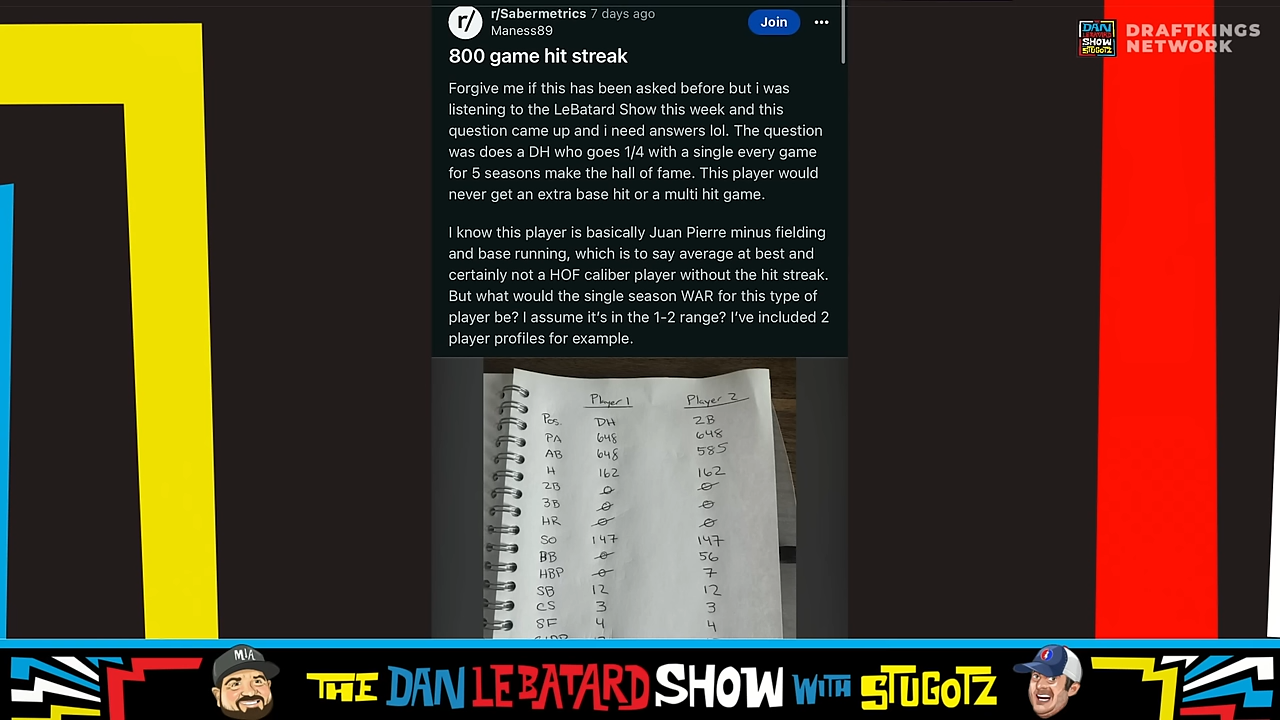 r/Sabermetrics 7 days ago
Maness89
Join
800 game hit streak
Forgive me if this has been asked before but i was
listening to the LeBatard Show this week and this
question came up and i need answers lol. The question
was does a DH who goes 1/4 with a single every game
for 5 seasons make the hall of fame. This player would
never get an extra base hit or a multi hit game.
I know this player is basically Juan Pierre minus fielding
and base running, which is to say average at best and
certainly not a HOF caliber player without the hit streak.
But what would the single season WAR for this type of
player be? I assume it's in the 1-2 range? I've included 2
player profiles for example.
Player 1 Player 2
Pos. DH 2B
PA 648 648
AB 648 585
H 162 162
2B 0 0
3B 0 0
HR 0 0
SO 147 147
BB 0 56
HBP 0 7
SB 12 12
CS 3 3
SF 4 4
DAN LEBATARD SHOW STUGOTZ
DRAFTKINGS
NETWORK
MIA
THE DAN LEBATARD SHOW WITH STUGOTZ